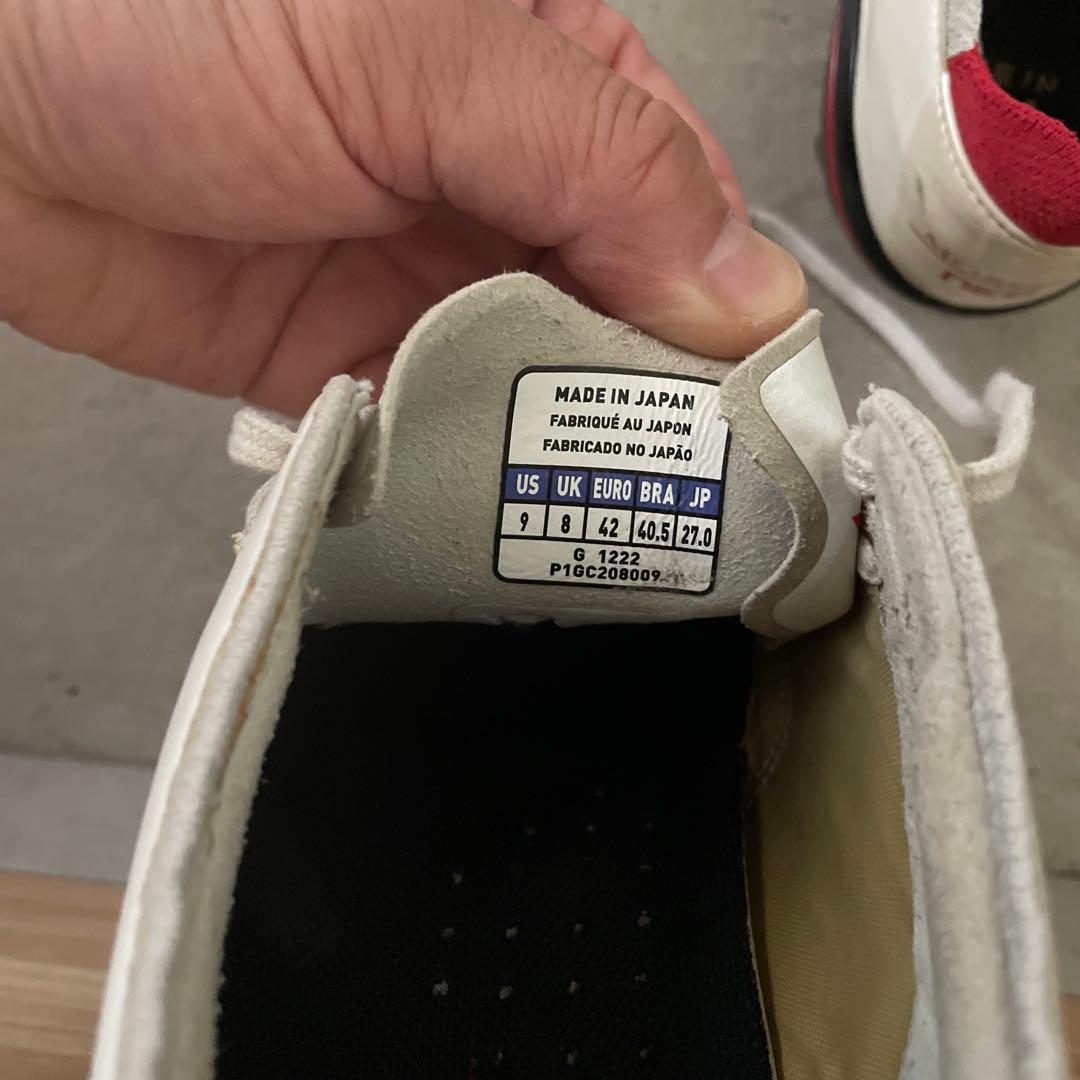 MADE IN JAPAN
FABRIQUÉ AU JAPON
FABRICADO NO JAPÃO
US UK EURO BRA JP
9 8 42 40.5 27.0
G 1222
P1GC208009
IN